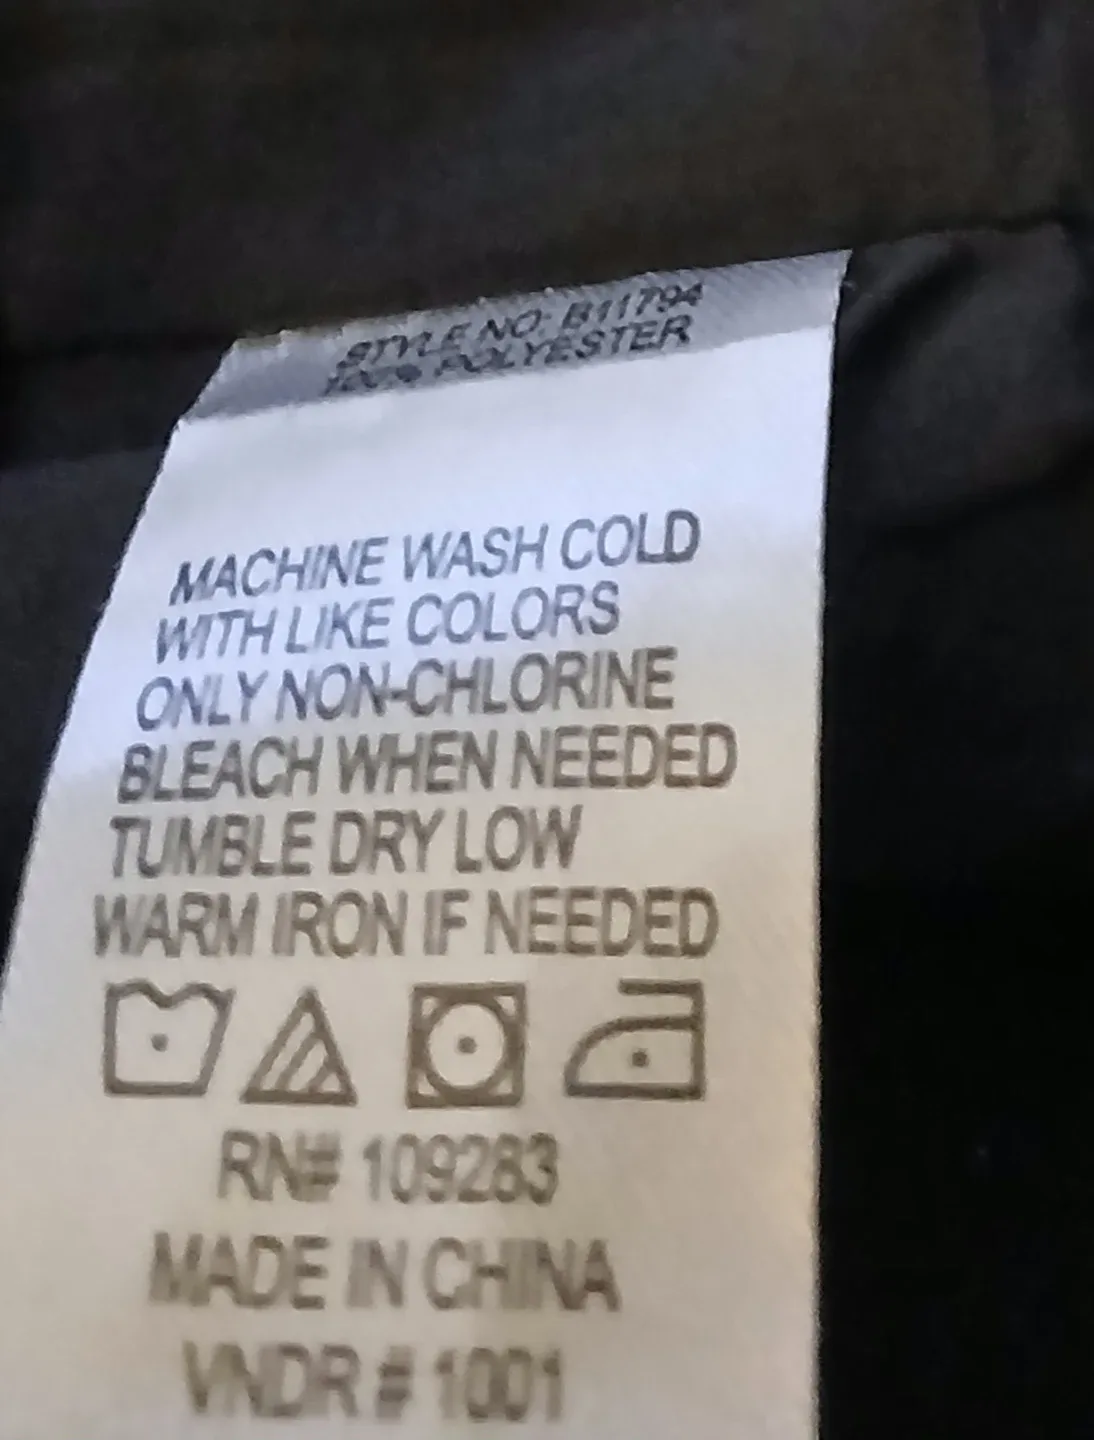 STYLE NO: B11794
100% POLYESTER
MACHINE WASH COLD
WITH LIKE COLORS
ONLY NON-CHLORINE
BLEACH WHEN NEEDED
TUMBLE DRY LOW
WARM IRON IF NEEDED
RN# 109283
MADE IN CHINA
VNDR # 1001